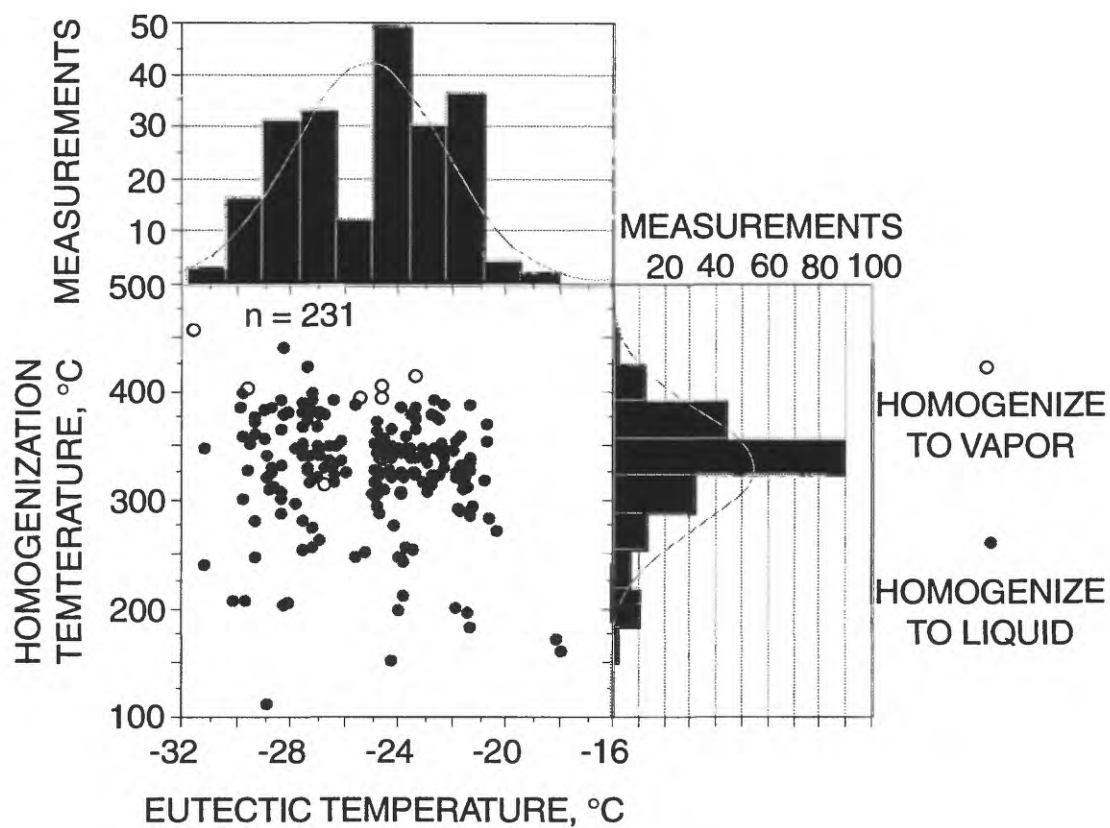 MEASUREMENTS
50
40
30
20
10
500
MEASUREMENTS
20 40 60 80 100
n = 231
HOMOGENIZATION
TEMTERATURE, °C
400
300
200
100
HOMOGENIZE
TO VAPOR
HOMOGENIZE
TO LIQUID
-32 -28 -24 -20 -16
EUTECTIC TEMPERATURE, °C